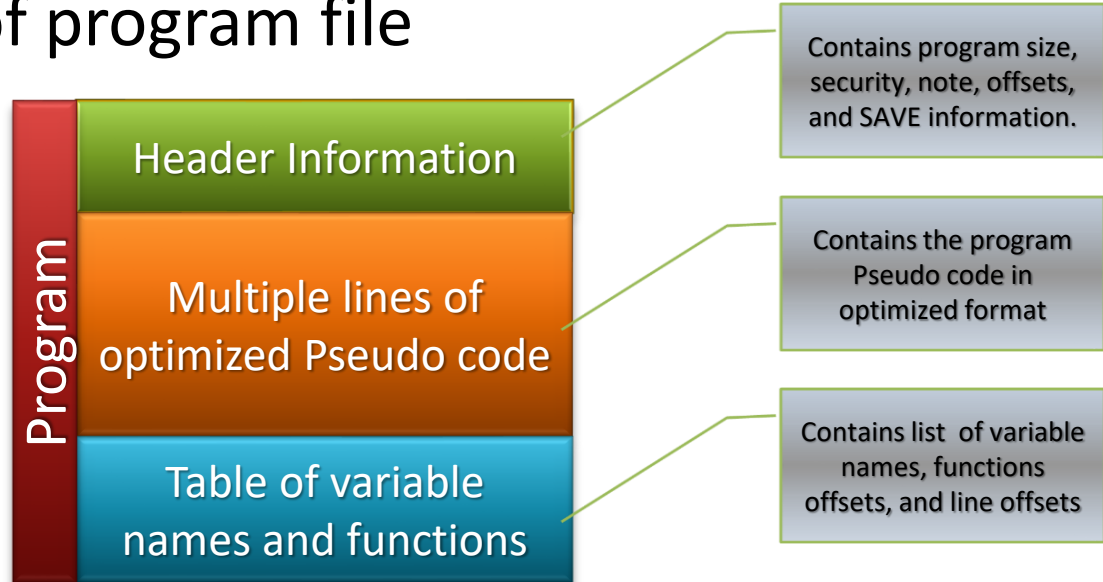 of program file
Program
Header Information
Multiple lines of
optimized Pseudo code
Table of variable
names and functions
Contains program size,
security, note, offsets,
and SAVE information.
Contains the program
Pseudo code in
optimized format
Contains list of variable
names, functions
offsets, and line offsets